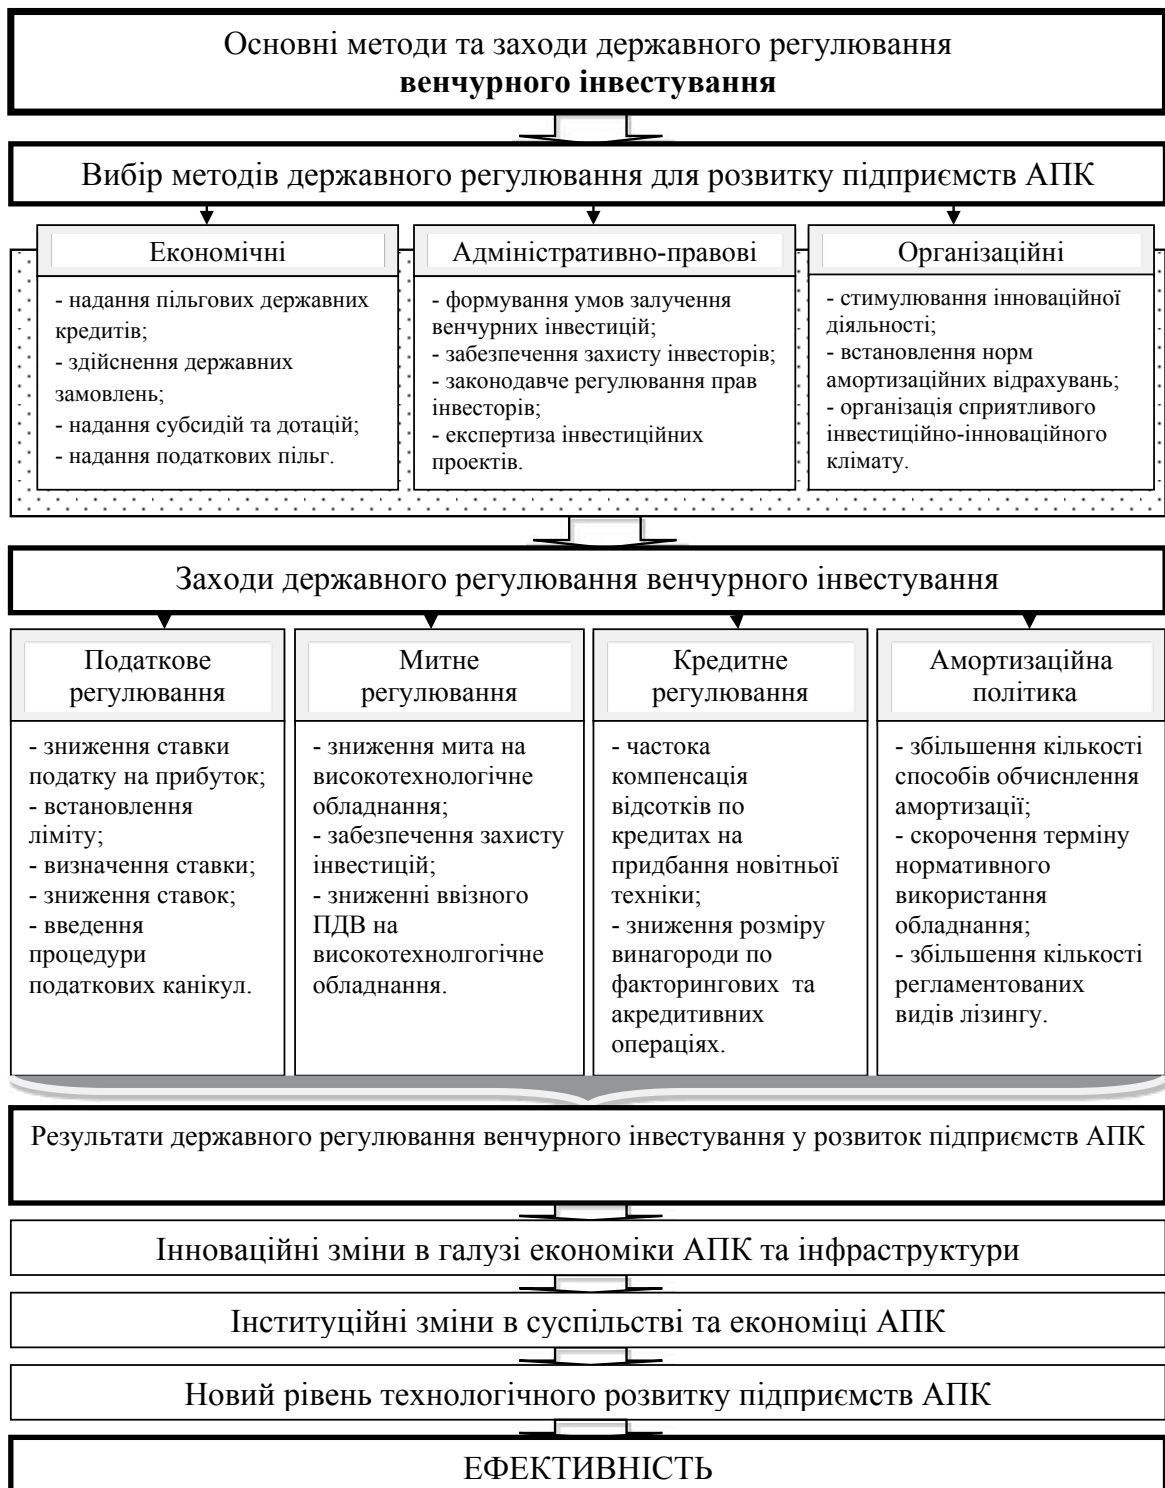 Основні методи та заходи державного регулювання
венчурного інвестування
Вибір методів державного регулювання для розвитку підприємств АПК
Економічні
- надання пільгових державних
кредитів;
- здійснення державних
замовлень;
- надання субсидій та дотацій;
- надання податкових пільг.
Адміністративно-правові
- формування умов залучення
венчурних інвестицій;
- забезпечення захисту інвесторів;
- законодавче регулювання прав
інвесторів;
- експертиза інвестиційних
проектів.
Організаційні
- стимулювання інноваційної
діяльності;
- встановлення норм
амортизаційних відрахувань;
- організація сприятливого
інвестиційно-інноваційного
клімату.
Заходи державного регулювання венчурного інвестування
Податкове
регулювання
- зниження ставки
податку на прибуток;
- встановлення
ліміту;
- визначення ставки;
- зниження ставок;
- введення
процедури
податкових канікул.
Митне
регулювання
- зниження мита на
високотехнологічне
обладнання;
- забезпечення захисту
інвестицій;
- зниженні ввізного
ПДВ на
високотехнолгогічне
обладнання.
Кредитне
регулювання
- частока
компенсація
відсотків по
кредитах на
придбання новітньої
техніки;
- зниження розміру
винагороди по
факторингових та
акредитивних
операціях.
Амортизаційна
політика
- збільшення кількості
способів обчиснлення
амортизації;
- скорочення терміну
нормативного
використання
обладнання;
- збільшення кількості
регламентованих
видів лізингу.
Результати державного регулювання венчурного інвестування у розвиток підприємств АПК
Інноваційні зміни в галузі економіки АПК та інфраструктури
Інституційні зміни в суспільстві та економіці АПК
Новий рівень технологічного розвитку підприємств АПК
ЕФЕКТИВНІСТЬ